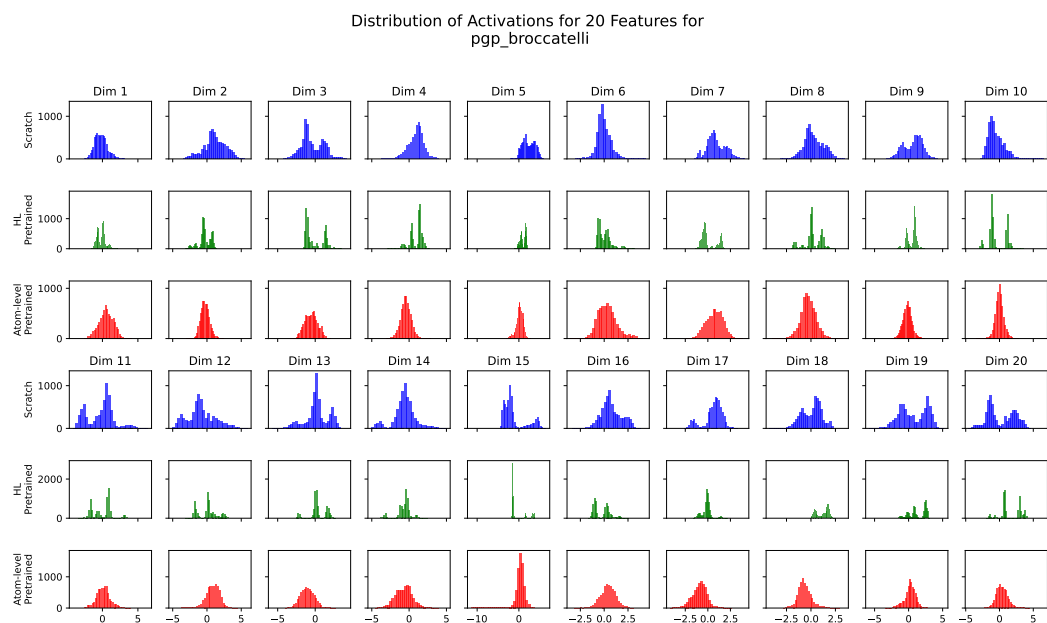 Distribution of Activations for 20 Features for
pgp_broccatelli
Dim 1 Dim 2 Dim 3 Dim 4 Dim 5 Dim 6 Dim 7 Dim 8 Dim 9 Dim 10
Scratch
1000
0
HL
Pretrained
1000
0
Atom-level
Pretrained
1000
0
Dim 11 Dim 12 Dim 13 Dim 14 Dim 15 Dim 16 Dim 17 Dim 18 Dim 19 Dim 20
Scratch
1000
0
HL
Pretrained
2000
0
Atom-level
Pretrained
1000
0
0 5 −5 0 5 −5 0 −5 0 5 −10 0 −2.5 0.0 2.5 −2.5 0.0 2.5 −5 −2.5 0.0 2.5 −5 0 5 −5 0 5